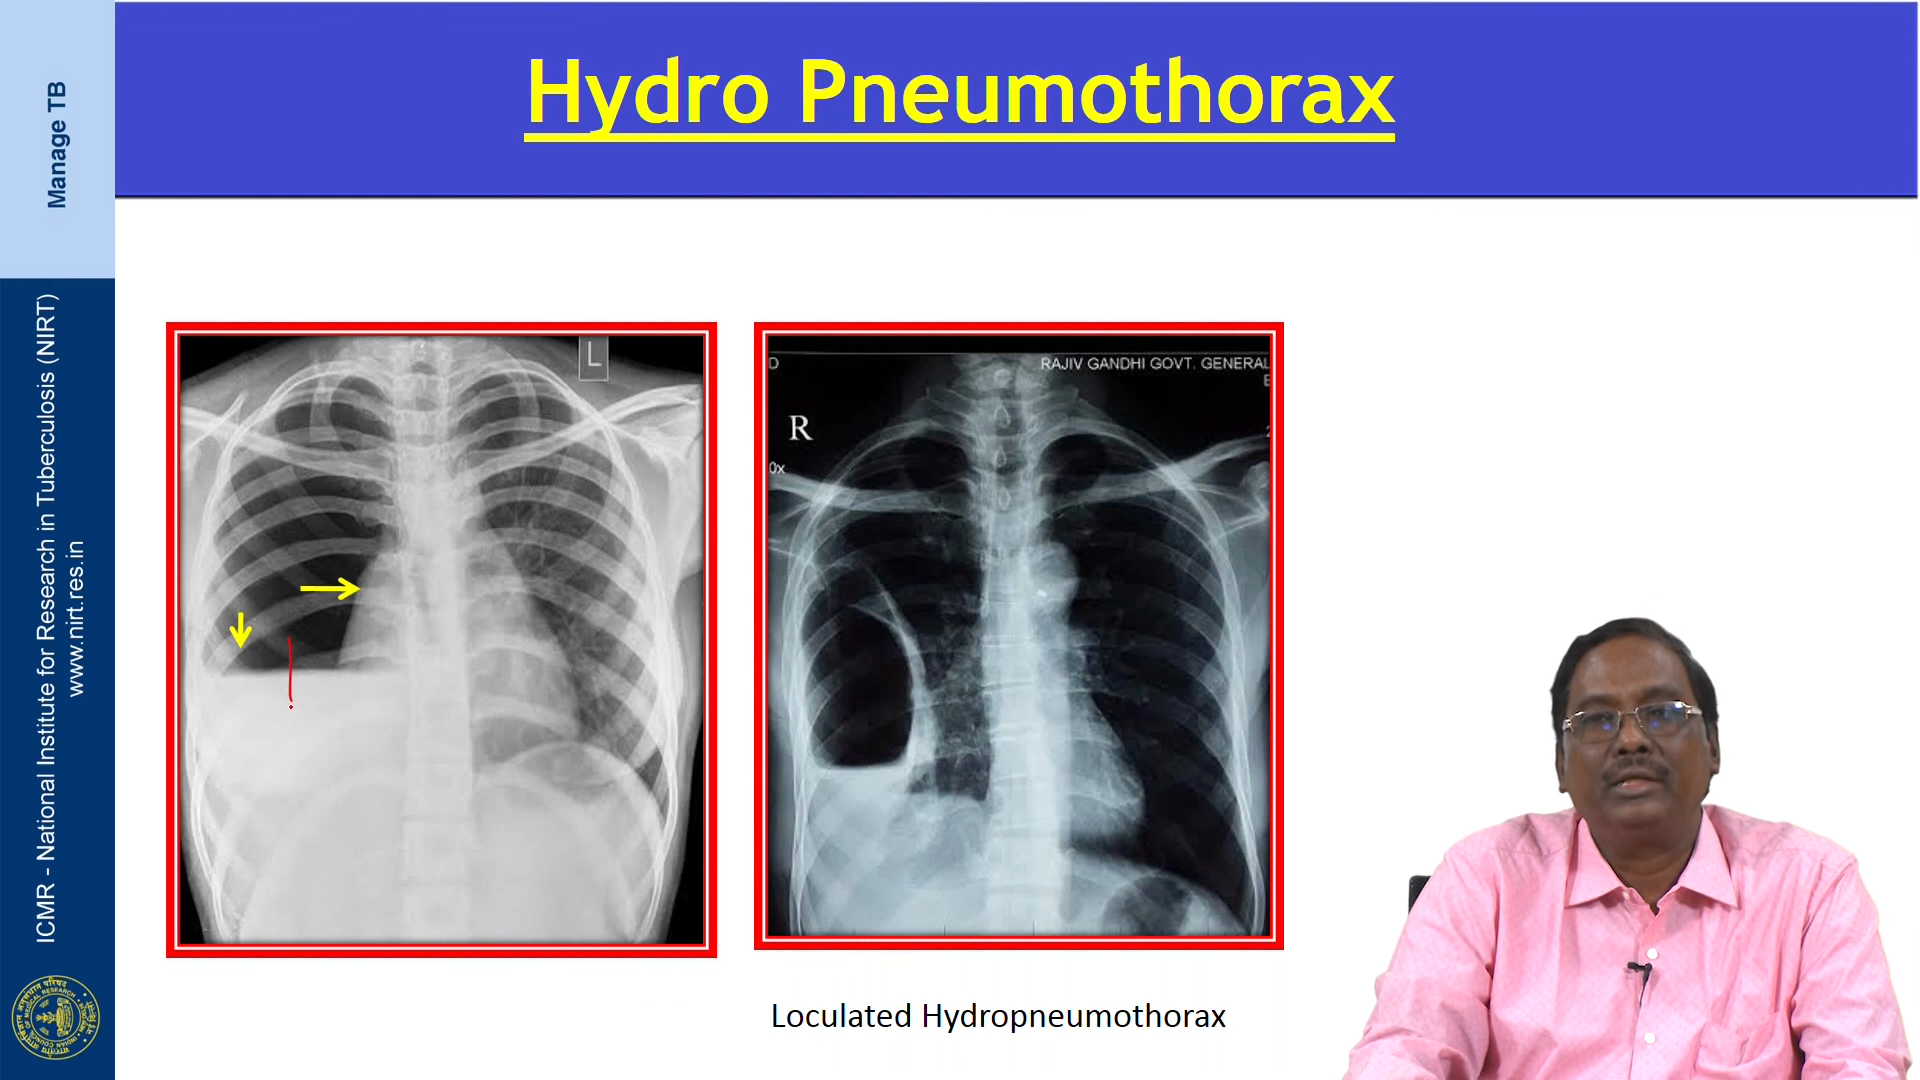 Hydro Pneumothorax
Manage TB
ICMR - National Institute for Research in Tuberculosis (NIRT)
www.nirt.res.in
L
D
RAJIV GANDHI GOVT. GENERAL
R
0x
Loculated Hydropneumothorax